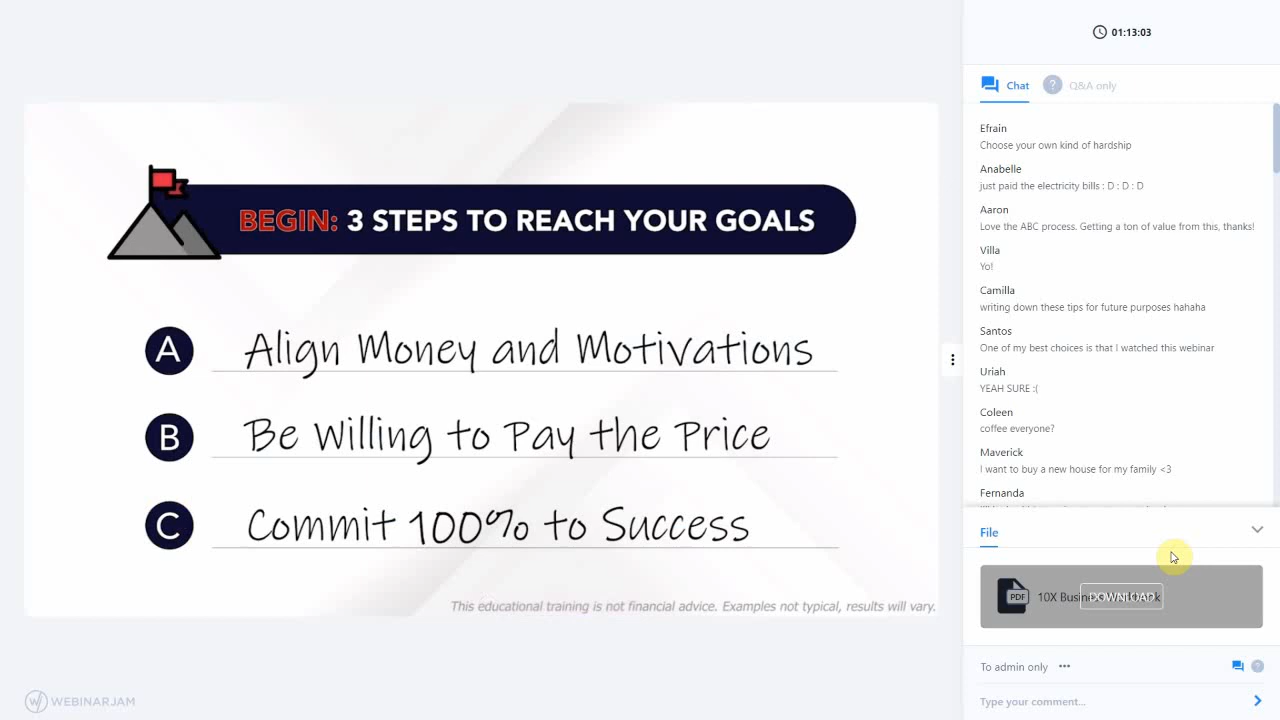 BEGIN: 3 STEPS TO REACH YOUR GOALS
A Align Money and Motivations
B Be Willing to Pay the Price
C Commit 100% to Success
This educational training is not financial advice. Examples not typical, results will vary.
WEBINARJAM
01:13:03
Chat ? Q&A only
Efrain
Choose your own kind of hardship
Anabelle
just paid the electricity bills : D : D : D
Aaron
Love the ABC process. Getting a ton of value from this, thanks!
Villa
Yo!
Camilla
writing down these tips for future purposes hahaha
Santos
One of my best choices is that I watched this webinar
Uriah
YEAH SURE :(
Coleen
coffee everyone?
Maverick
I want to buy a new house for my family <3
Fernanda
File
PDF 10X
DOWNLOAD
To admin only ••• ?
Type your comment...